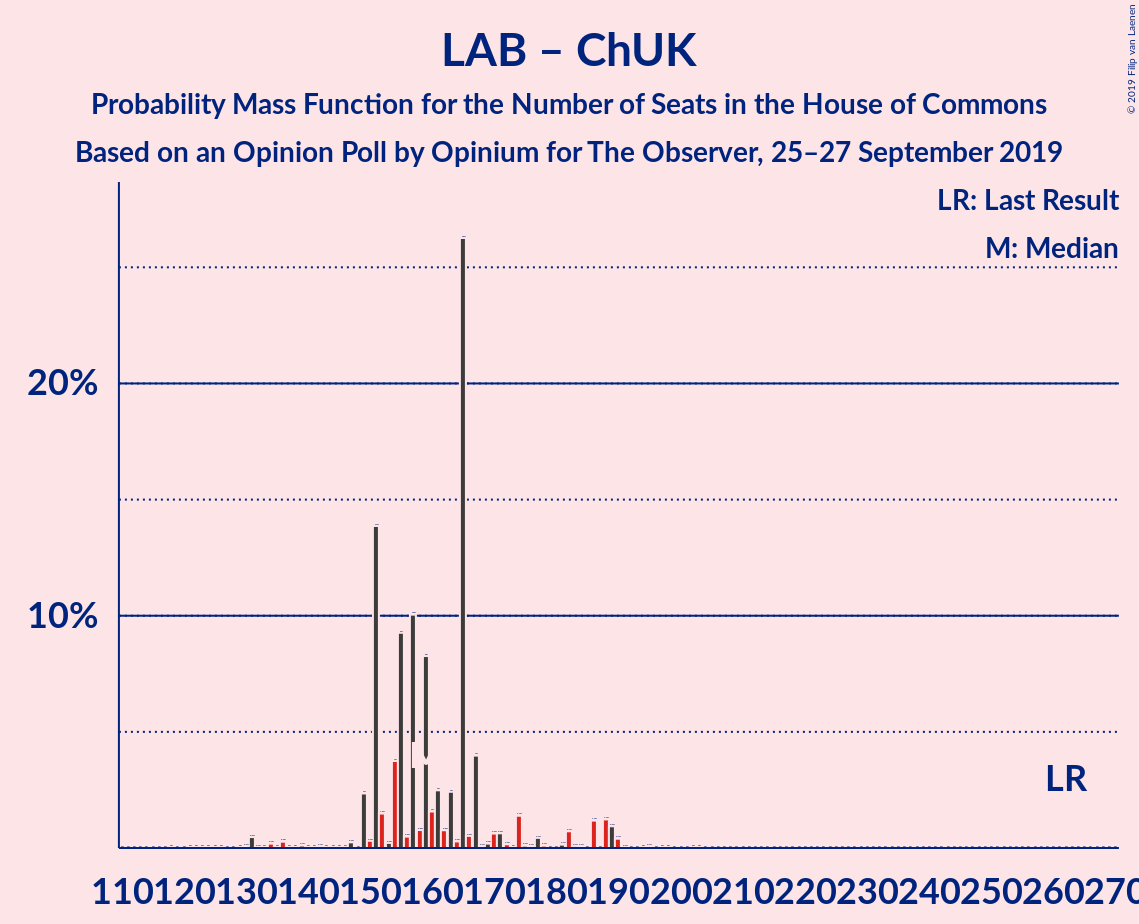 LAB – ChUK
Probability Mass Function for the Number of Seats in the House of Commons
Based on an Opinion Poll by Opinium for The Observer, 25–27 September 2019
© 2019 Filip van Laenen
LR: Last Result
M: Median
20%
10%
LR
110 120 130 140 150 160 170 180 190 200 210 220 230 240 250 260 270